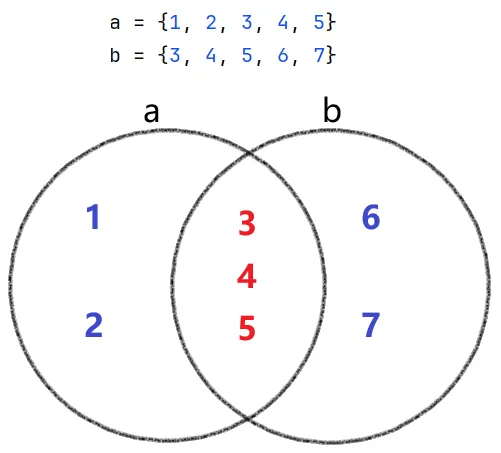 a = {1, 2, 3, 4, 5}
b = {3, 4, 5, 6, 7}
a b
1 3 6
4
2 5 7